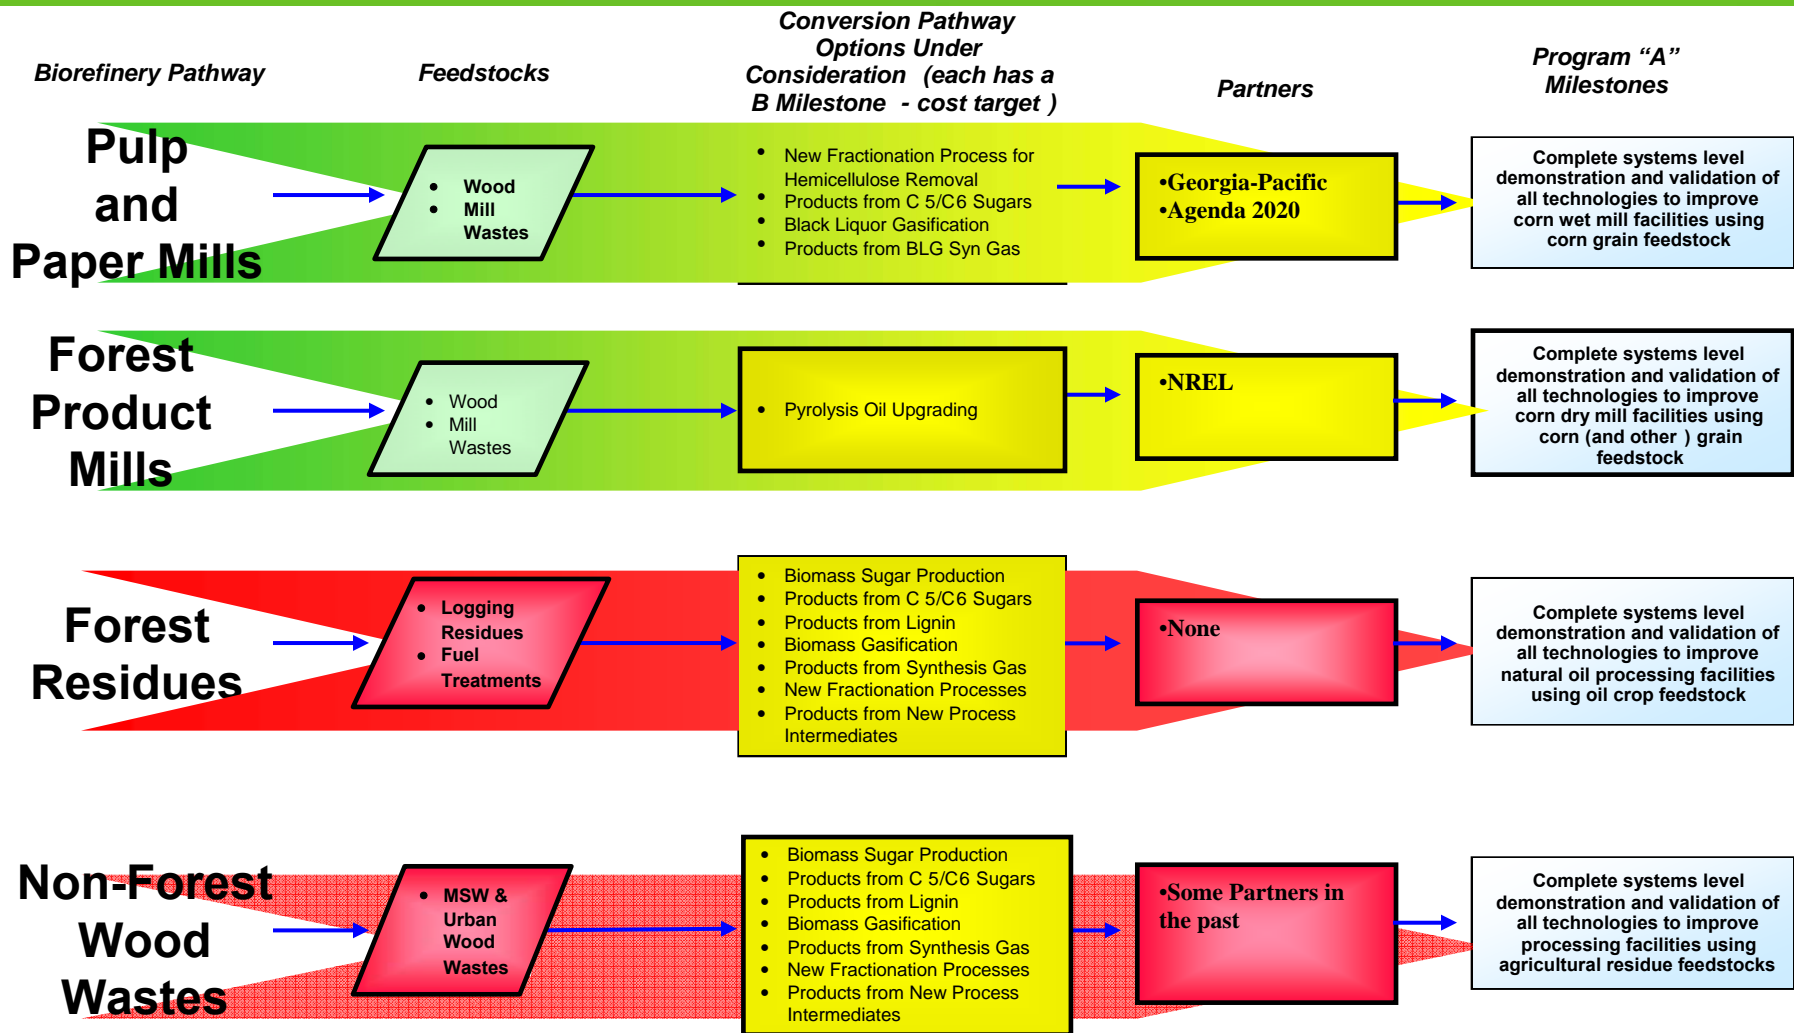 Biorefinery Pathway
Feedstocks
Conversion Pathway
Options Under
Consideration (each has a
B Milestone - cost target )
Partners
Program “A”
Milestones
Pulp
and
Paper Mills
• Wood
• Mill
Wastes
• New Fractionation Process for
Hemicellulose Removal
• Products from C 5/C6 Sugars
• Black Liquor Gasification
• Products from BLG Syn Gas
•Georgia-Pacific
•Agenda 2020
Complete systems level
demonstration and validation of
all technologies to improve
corn wet mill facilities using
corn grain feedstock
Forest
Product
Mills
• Wood
• Mill
Wastes
• Pyrolysis Oil Upgrading
•NREL
Complete systems level
demonstration and validation of
all technologies to improve
corn dry mill facilities using
corn (and other ) grain
feedstock
Forest
Residues
• Logging
Residues
• Fuel
Treatments
• Biomass Sugar Production
• Products from C 5/C6 Sugars
• Products from Lignin
• Biomass Gasification
• Products from Synthesis Gas
• New Fractionation Processes
• Products from New Process
Intermediates
•None
Complete systems level
demonstration and validation of
all technologies to improve
natural oil processing facilities
using oil crop feedstock
Non-Forest
Wood
Wastes
• MSW &
Urban
Wood
Wastes
• Biomass Sugar Production
• Products from C 5/C6 Sugars
• Products from Lignin
• Biomass Gasification
• Products from Synthesis Gas
• New Fractionation Processes
• Products from New Process
Intermediates
•Some Partners in
the past
Complete systems level
demonstration and validation of
all technologies to improve
processing facilities using
agricultural residue feedstocks